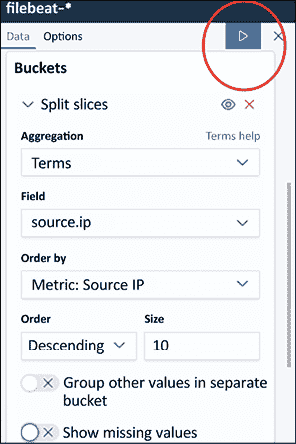 filebeat-*
Data Options
Buckets
Split slices
Aggregation Terms help
Terms
Field
source.ip
Order by
Metric: Source IP
Order Size
Descending 10
Group other values in separate
bucket
Show missing values